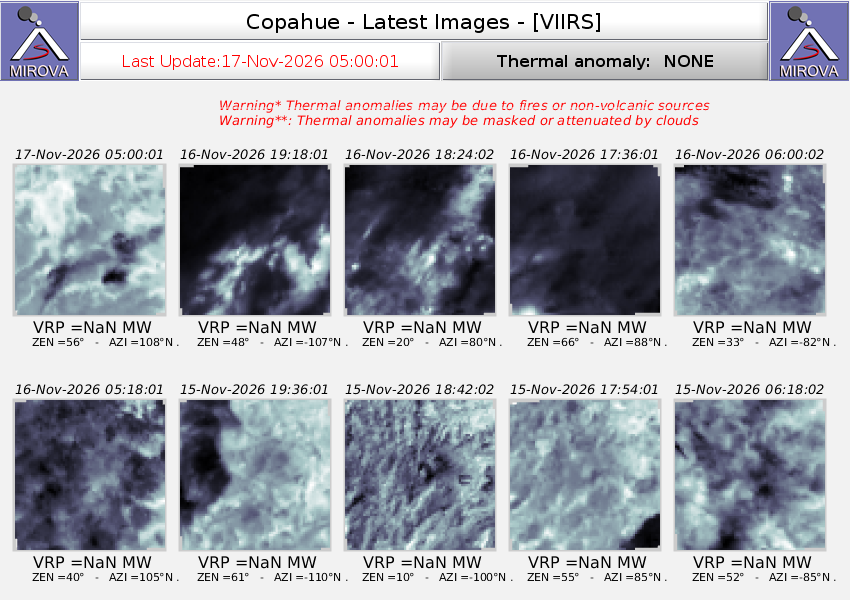 Copahue - Latest Images - [VIIRS]
MIROVA
Last Update:17-Nov-2026 05:00:01
Thermal anomaly: NONE
MIROVA
Warning* Thermal anomalies may be due to fires or non-volcanic sources
Warning**: Thermal anomalies may be masked or attenuated by clouds
17-Nov-2026 05:00:01
16-Nov-2026 19:18:01
16-Nov-2026 18:24:02
16-Nov-2026 17:36:01
16-Nov-2026 06:00:02
VRP =NaN MW
VRP =NaN MW
VRP =NaN MW
VRP =NaN MW
VRP =NaN MW
ZEN =56° - AZI =108°N .
ZEN =48° - AZI =-107°N .
ZEN =20° - AZI =80°N .
ZEN =66° - AZI =88°N .
ZEN =33° - AZI =-82°N .
16-Nov-2026 05:18:01
15-Nov-2026 19:36:01
15-Nov-2026 18:42:02
15-Nov-2026 17:54:01
15-Nov-2026 06:18:02
VRP =NaN MW
VRP =NaN MW
VRP =NaN MW
VRP =NaN MW
VRP =NaN MW
ZEN =40° - AZI =105°N .
ZEN =61° - AZI =-110°N .
ZEN =10° - AZI =-100°N .
ZEN =55° - AZI =85°N .
ZEN =52° - AZI =-85°N .